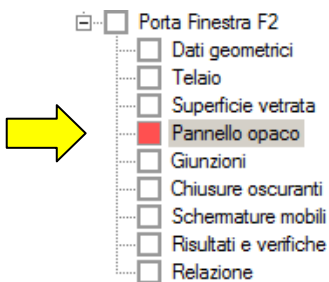 Porta Finestra F2
Dati geometrici
Telaio
Superficie vetrata
Pannello opaco
Giunzioni
Chiusure oscuranti
Schermature mobili
Risultati e verifiche
Relazione